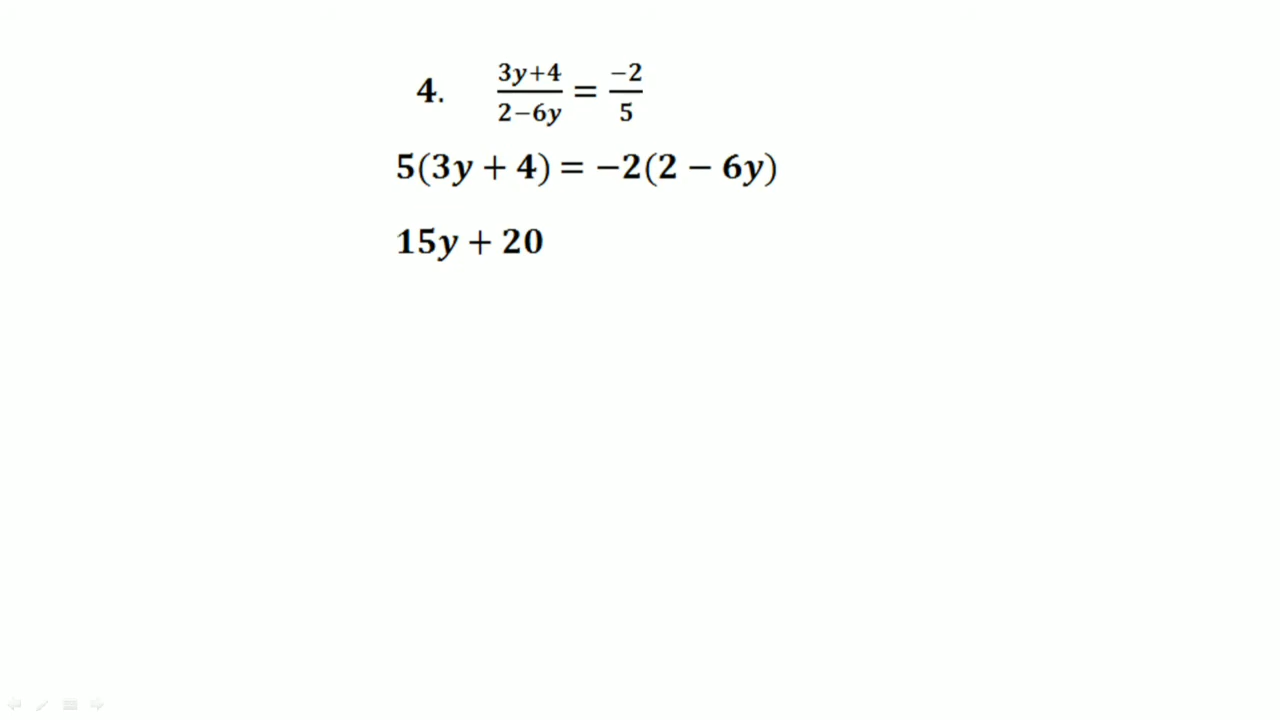 4. 3y+4/2−6y = −2/5
5(3y + 4) = −2(2 − 6y)
15y + 20